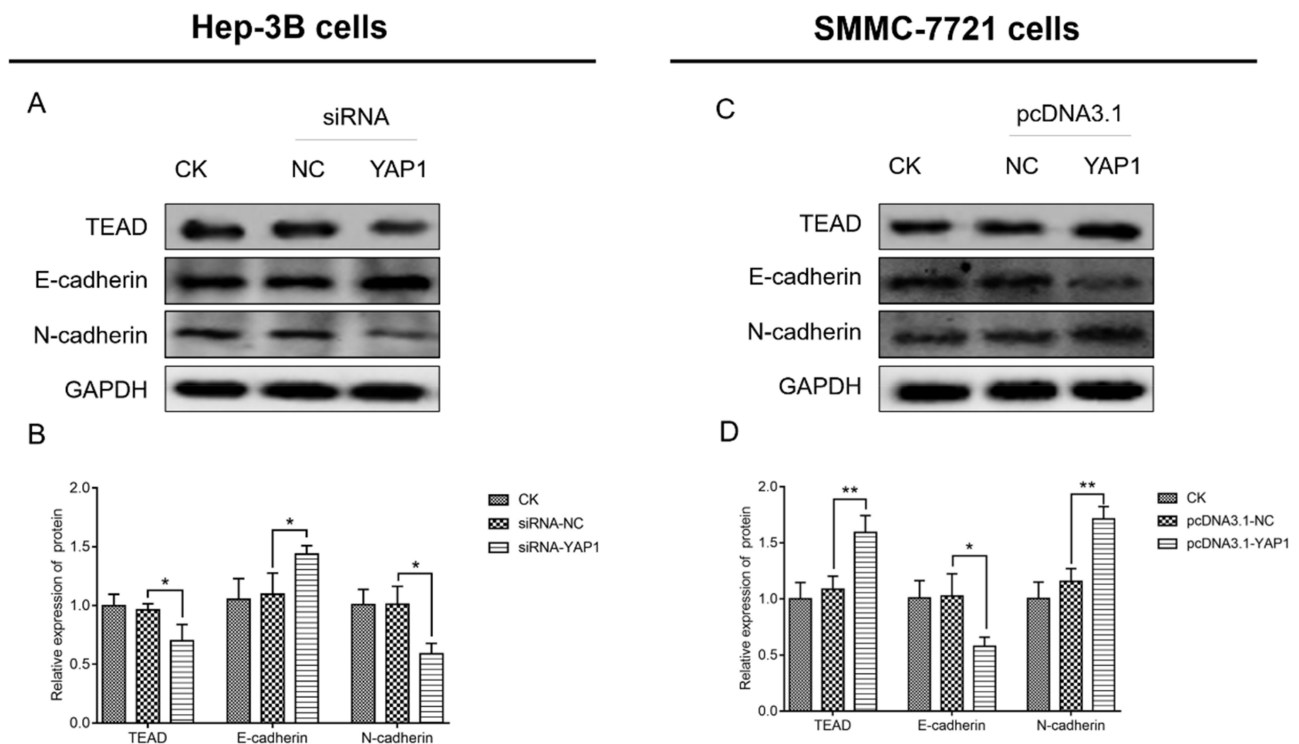 Hep-3B cells
A
siRNA
CK NC YAP1
TEAD
E-cadherin
N-cadherin
GAPDH
B
Relative expression of protein
2.0
1.5
1.0
0.5
0.0
* * *
TEAD E-cadherin N-cadherin
CK
siRNA-NC
siRNA-YAP1
SMMC-7721 cells
C
pcDNA3.1
CK NC YAP1
TEAD
E-cadherin
N-cadherin
GAPDH
D
Relative expression of protein
2.0
1.5
1.0
0.5
0.0
** * **
TEAD E-cadherin N-cadherin
CK
pcDNA3.1-NC
pcDNA3.1-YAP1